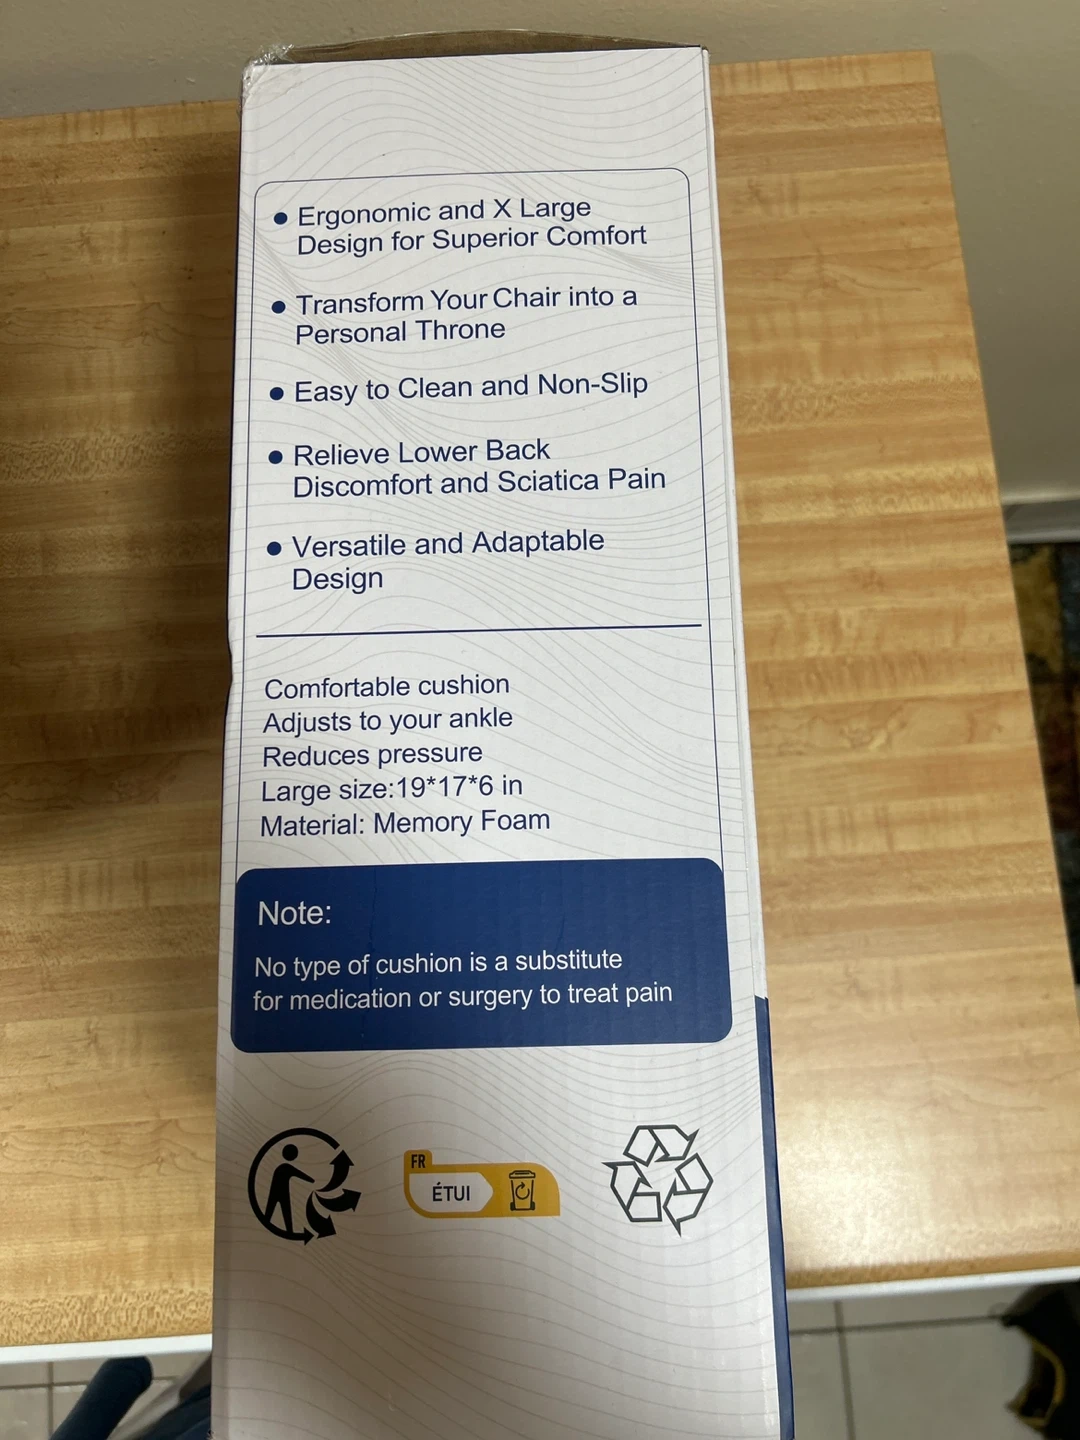 ● Ergonomic and X Large
Design for Superior Comfort
● Transform Your Chair into a
Personal Throne
● Easy to Clean and Non-Slip
● Relieve Lower Back
Discomfort and Sciatica Pain
● Versatile and Adaptable
Design
Comfortable cushion
Adjusts to your ankle
Reduces pressure
Large size:19*17*6 in
Material: Memory Foam
Note:
No type of cushion is a substitute
for medication or surgery to treat pain
FR
ÉTUI